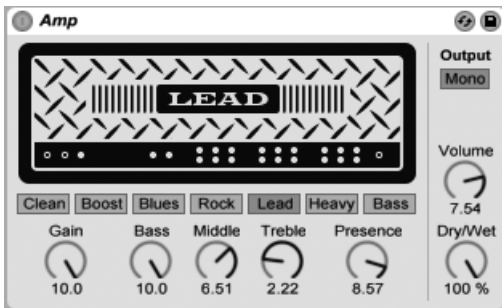 Amp
Output
Mono
LEAD
Volume
7.54
Clean Boost Blues Rock Lead Heavy Bass
Gain Bass Middle Treble Presence Dry/Wet
10.0 10.0 6.51 2.22 8.57 100 %